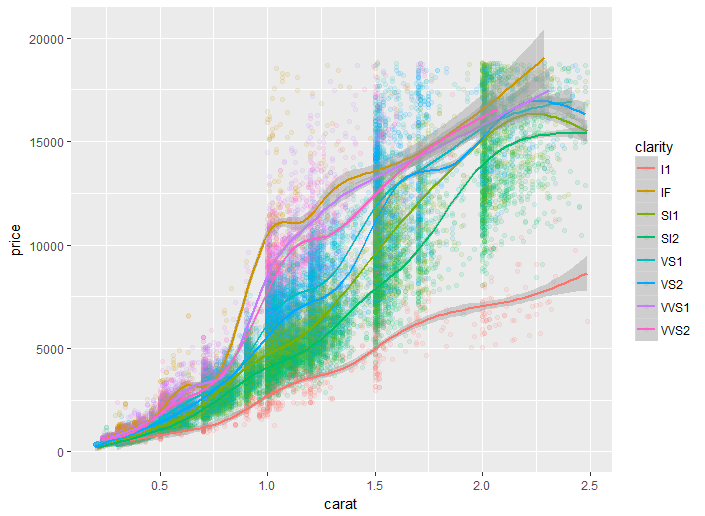 20000
15000
10000
5000
0
price
0.5 1.0 1.5 2.0 2.5
carat
clarity
I1
IF
SI1
SI2
VS1
VS2
VVS1
VVS2